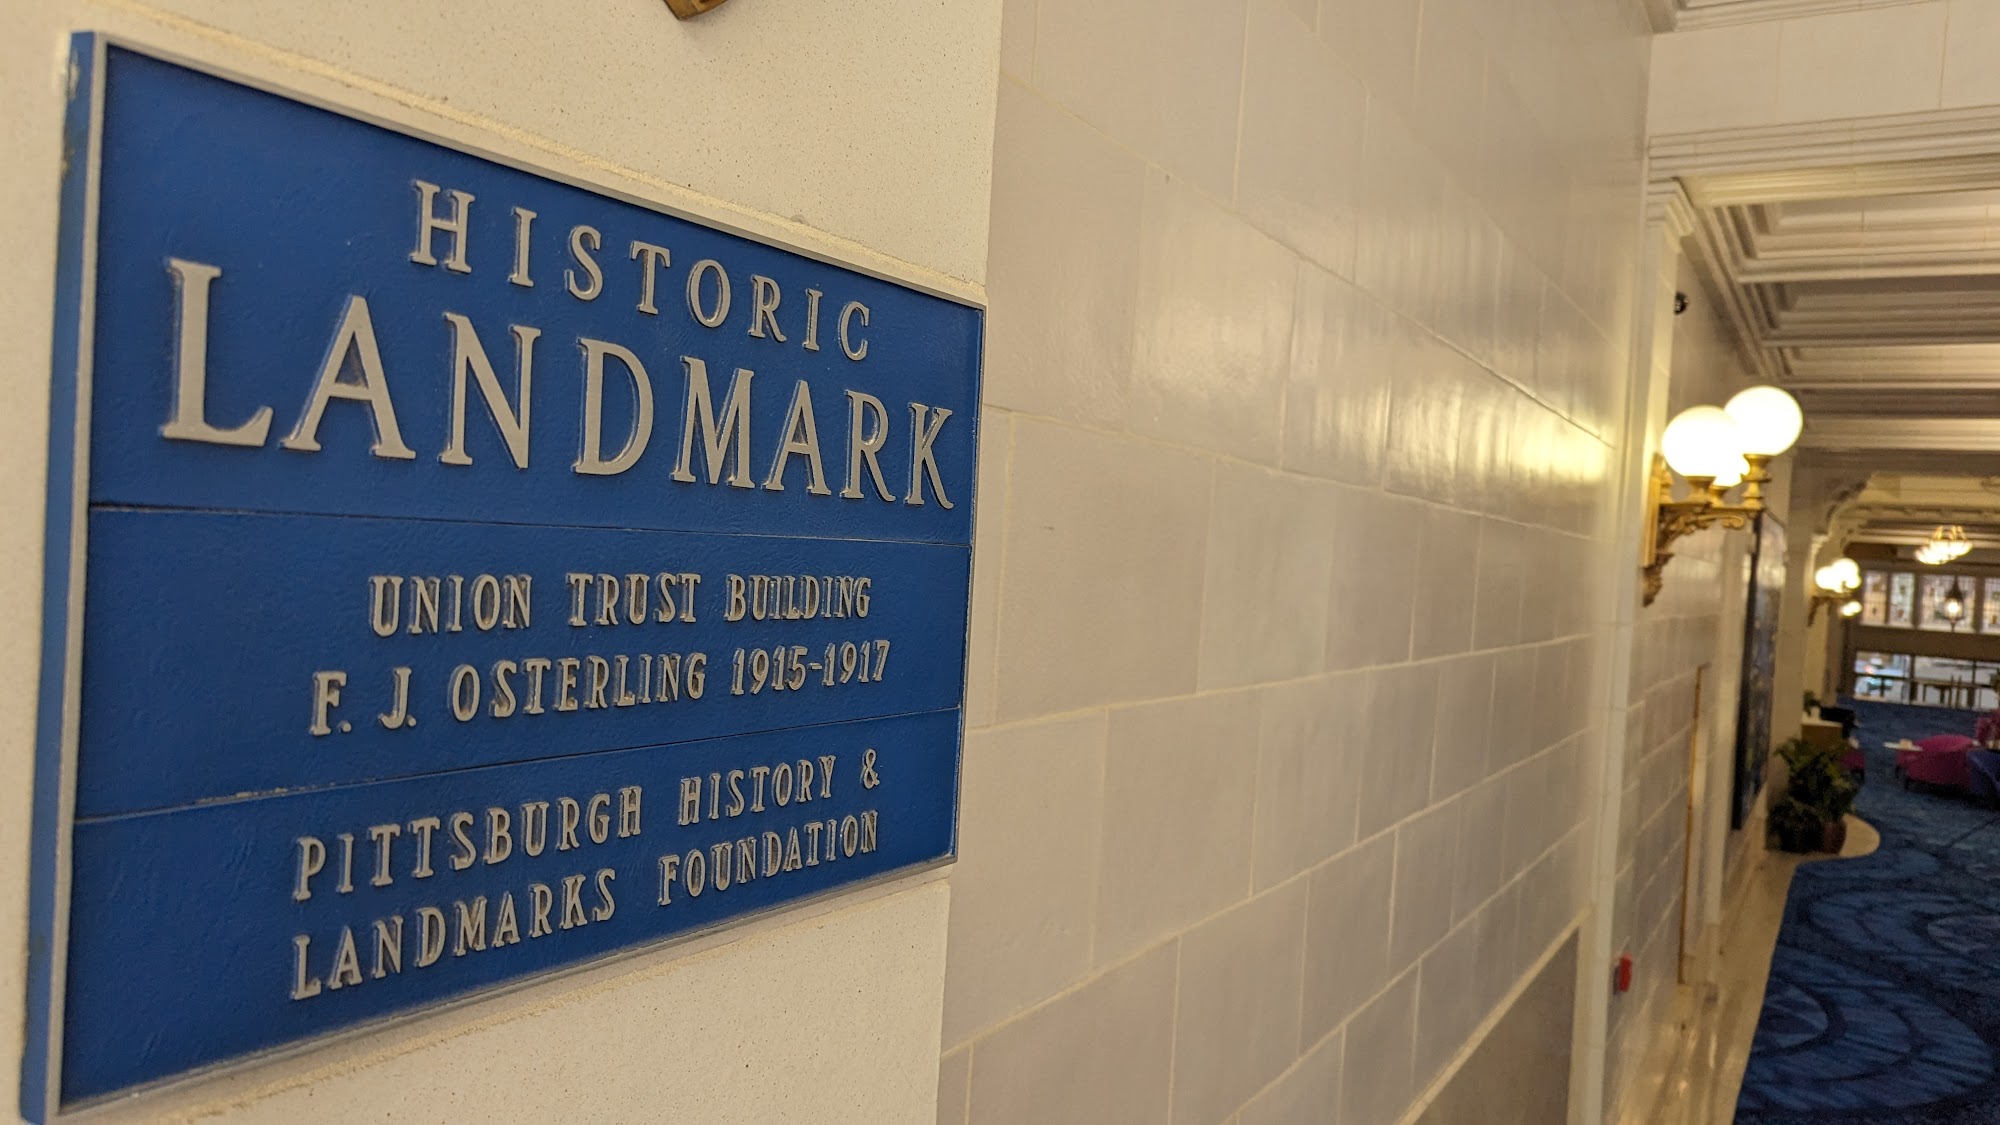 HISTORIC
LANDMARK
UNION TRUST BUILDING
F. J. OSTERLING 1915-1917
PITTSBURGH HISTORY &
LANDMARKS FOUNDATION